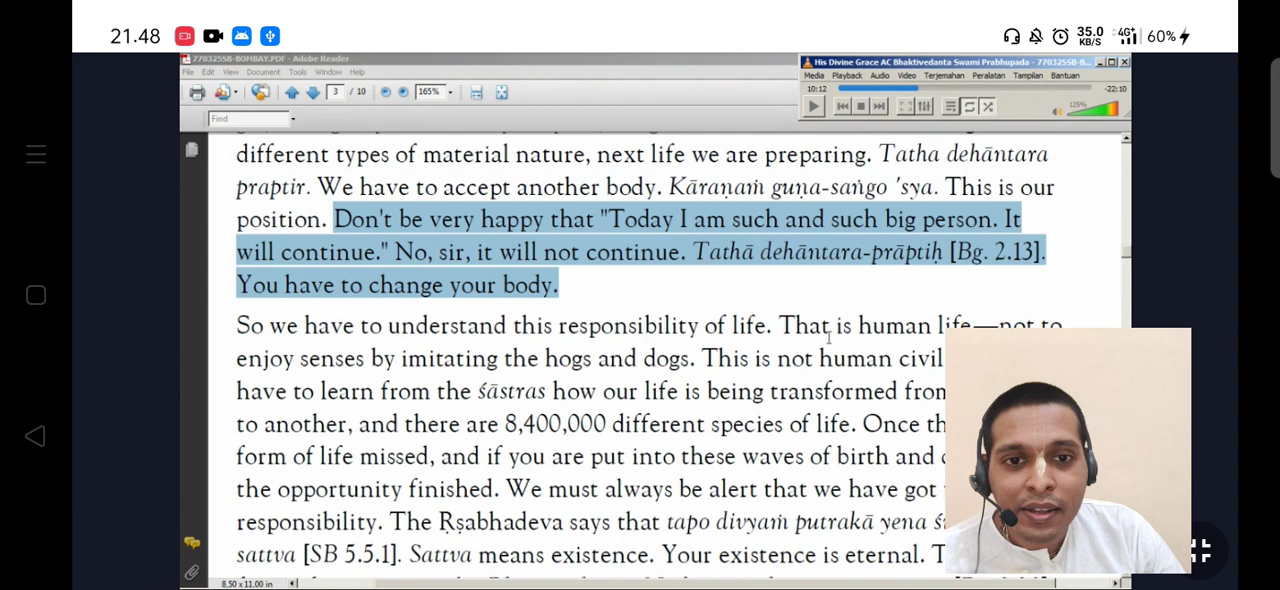 21.48
35.0
KB/S
4G+
60%
7703255B-BOMBAY.PDF - Adobe Reader
File Edit View Document Tools Window Help
3 / 10
165%
Find
His Divine Grace AC Bhaktivedanta Swami Prabhupada - 7703255B-B...
Media Playback Audio Video Terjemahan Peralatan Tampilan Bantuan
10:12
-22:10
125%
different types of material nature, next life we are preparing. Tatha dehāntara
praptir. We have to accept another body. Kāraṇaṁ guṇa-saṅgo 'sya. This is our
position. Don't be very happy that "Today I am such and such big person. It
will continue." No, sir, it will not continue. Tathā dehāntara-prāptiḥ [Bg. 2.13].
You have to change your body.
So we have to understand this responsibility of life. That is human life—not to
enjoy senses by imitating the hogs and dogs. This is not human civil
have to learn from the śāstras how our life is being transformed from
to another, and there are 8,400,000 different species of life. Once th
form of life missed, and if you are put into these waves of birth and
the opportunity finished. We must always be alert that we have got
responsibility. The Ṛṣabhadeva says that tapo divyaṁ putrakā yena
sattva [SB 5.5.1]. Sattva means existence. Your existence is eternal.
8,50 x 11,00 in